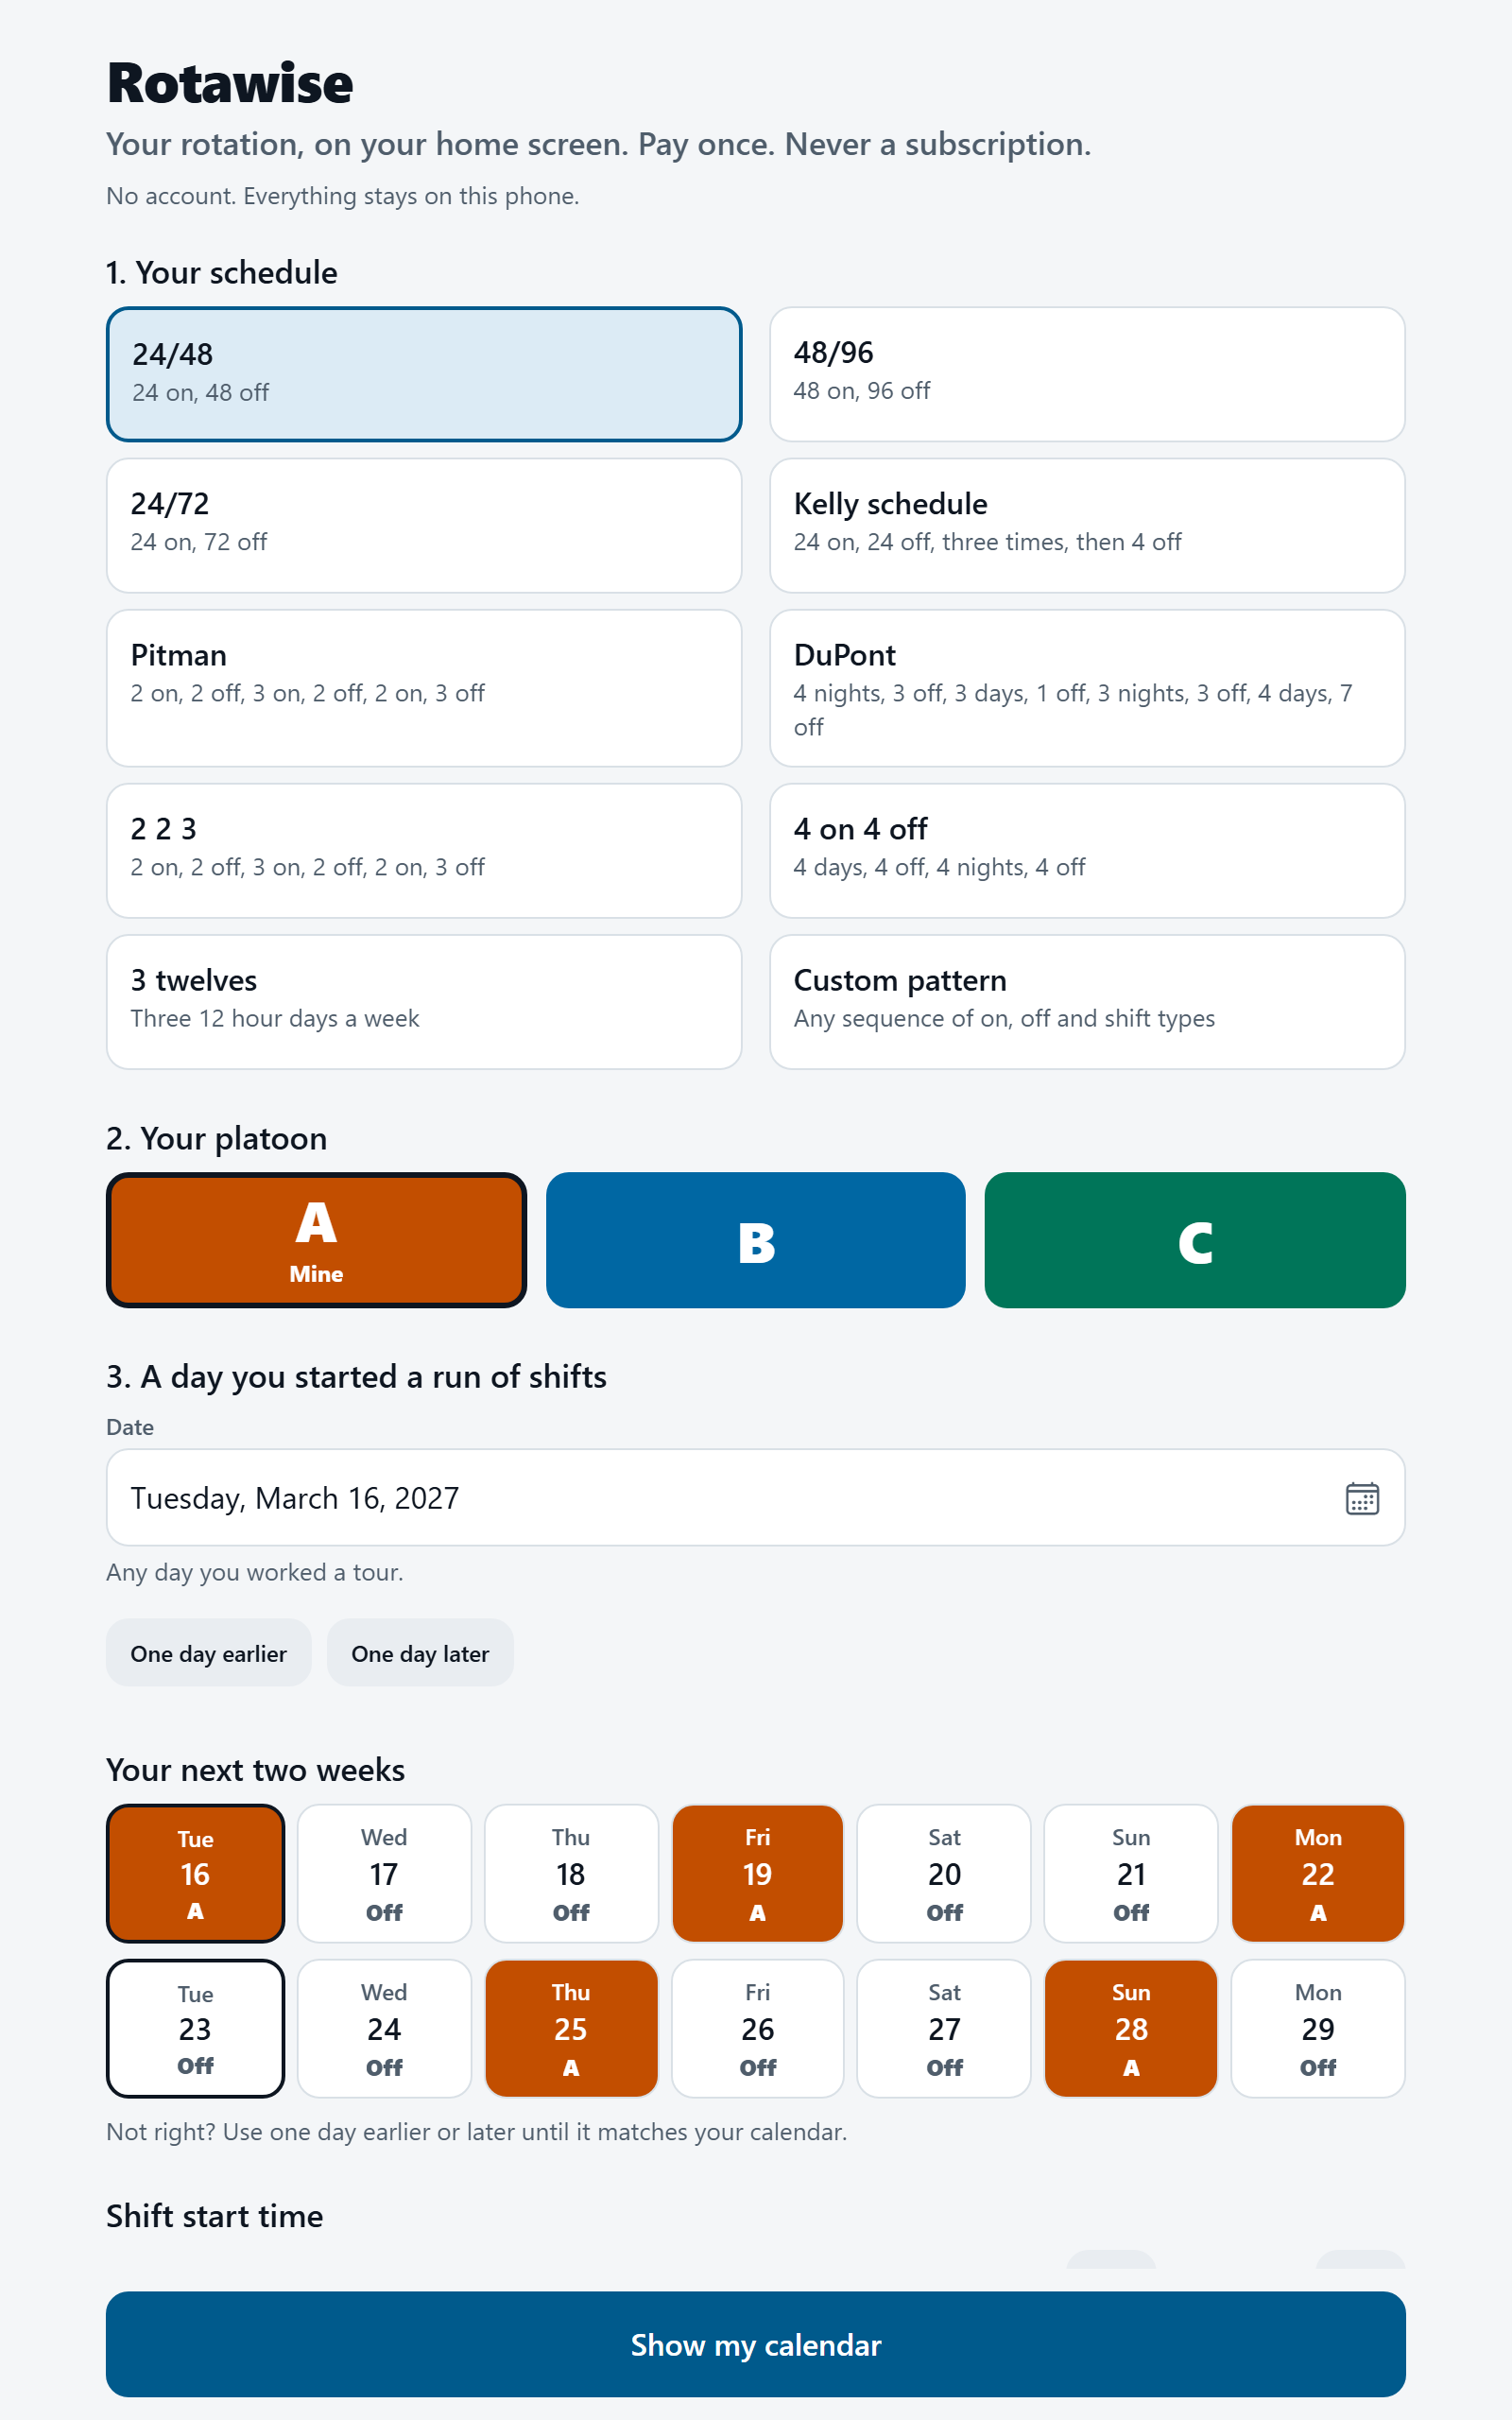 Rotawise
Your rotation, on your home screen. Pay once. Never a subscription.
No account. Everything stays on this phone.
1. Your schedule
24/48
24 on, 48 off
48/96
48 on, 96 off
24/72
24 on, 72 off
Kelly schedule
24 on, 24 off, three times, then 4 off
Pitman
2 on, 2 off, 3 on, 2 off, 2 on, 3 off
DuPont
4 nights, 3 off, 3 days, 1 off, 3 nights, 3 off, 4 days, 7
off
2 2 3
2 on, 2 off, 3 on, 2 off, 2 on, 3 off
4 on 4 off
4 days, 4 off, 4 nights, 4 off
3 twelves
Three 12 hour days a week
Custom pattern
Any sequence of on, off and shift types
2. Your platoon
A
Mine
B
C
3. A day you started a run of shifts
Date
Tuesday, March 16, 2027
Any day you worked a tour.
One day earlier
One day later
Your next two weeks
Tue
16
A
Wed
17
Off
Thu
18
Off
Fri
19
A
Sat
20
Off
Sun
21
Off
Mon
22
A
Tue
23
Off
Wed
24
Off
Thu
25
A
Fri
26
Off
Sat
27
Off
Sun
28
A
Mon
29
Off
Not right? Use one day earlier or later until it matches your calendar.
Shift start time
Show my calendar